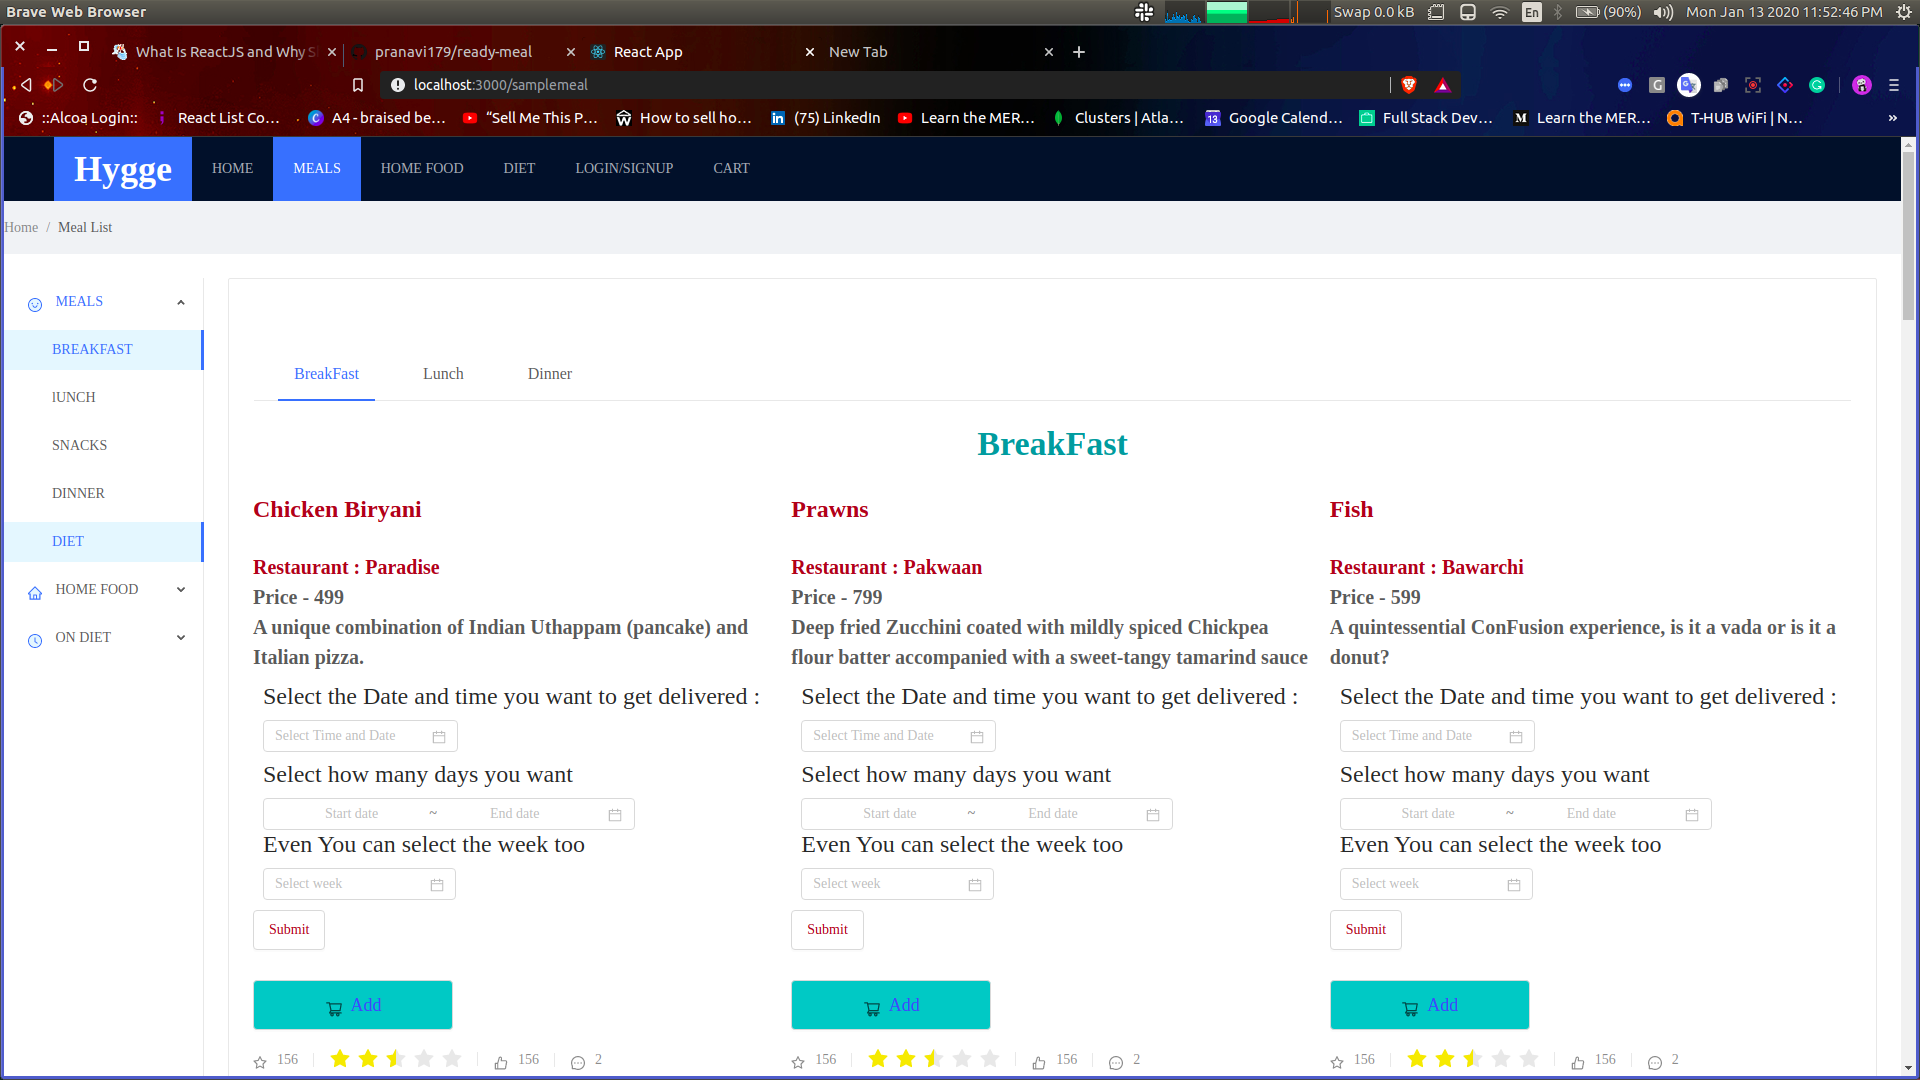 Brave Web Browser
Swap 0.0 kB En (90%) Mon Jan 13 2020 11:52:46 PM
What Is ReactJS and Why S pranavi179/ready-meal React App New Tab
localhost:3000/samplemeal
::Alcoa Login:: React List Co… A4 - braised be… “Sell Me This P… How to sell ho… (75) LinkedIn Learn the MER… Clusters | Atla… Google Calend… Full Stack Dev… Learn the MER… T-HUB WiFi | N… »
Hygge HOME MEALS HOME FOOD DIET LOGIN/SIGNUP CART
Home / Meal List
MEALS
BREAKFAST
lUNCH
SNACKS
DINNER
DIET
HOME FOOD
ON DIET
BreakFast Lunch Dinner
BreakFast
Chicken Biryani
Restaurant : Paradise
Price - 499
A unique combination of Indian Uthappam (pancake) and
Italian pizza.
Select the Date and time you want to get delivered :
Select Time and Date
Select how many days you want
Start date ~ End date
Even You can select the week too
Select week
Submit
Add
156 156 2
Prawns
Restaurant : Pakwaan
Price - 799
Deep fried Zucchini coated with mildly spiced Chickpea
flour batter accompanied with a sweet-tangy tamarind sauce
Select the Date and time you want to get delivered :
Select Time and Date
Select how many days you want
Start date ~ End date
Even You can select the week too
Select week
Submit
Add
156 156 2
Fish
Restaurant : Bawarchi
Price - 599
A quintessential ConFusion experience, is it a vada or is it a
donut?
Select the Date and time you want to get delivered :
Select Time and Date
Select how many days you want
Start date ~ End date
Even You can select the week too
Select week
Submit
Add
156 156 2